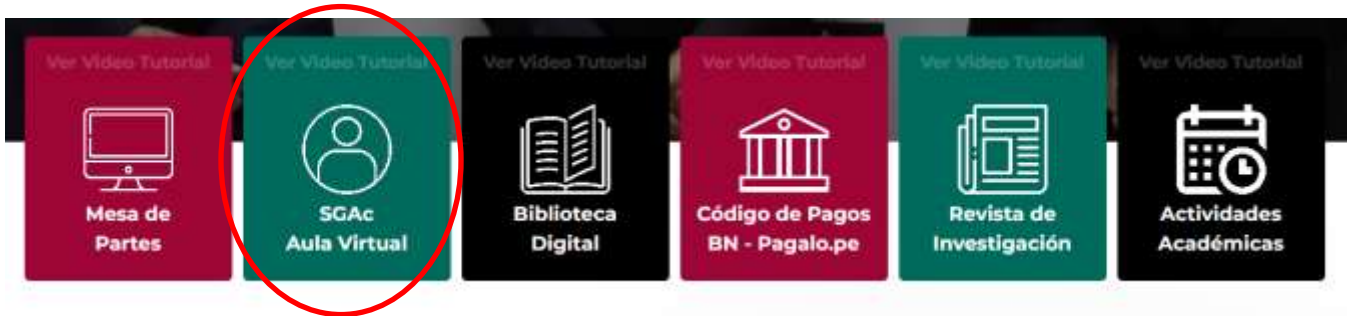 Ver Video Tutorial
Mesa de
Partes
Ver Video Tutorial
SGAc
Aula Virtual
Ver Video Tutorial
Biblioteca
Digital
Ver Video Tutorial
Código de Pagos
BN - Pagalo.pe
Ver Video Tutorial
Revista de
Investigación
Ver Video Tutorial
Actividades
Académicas